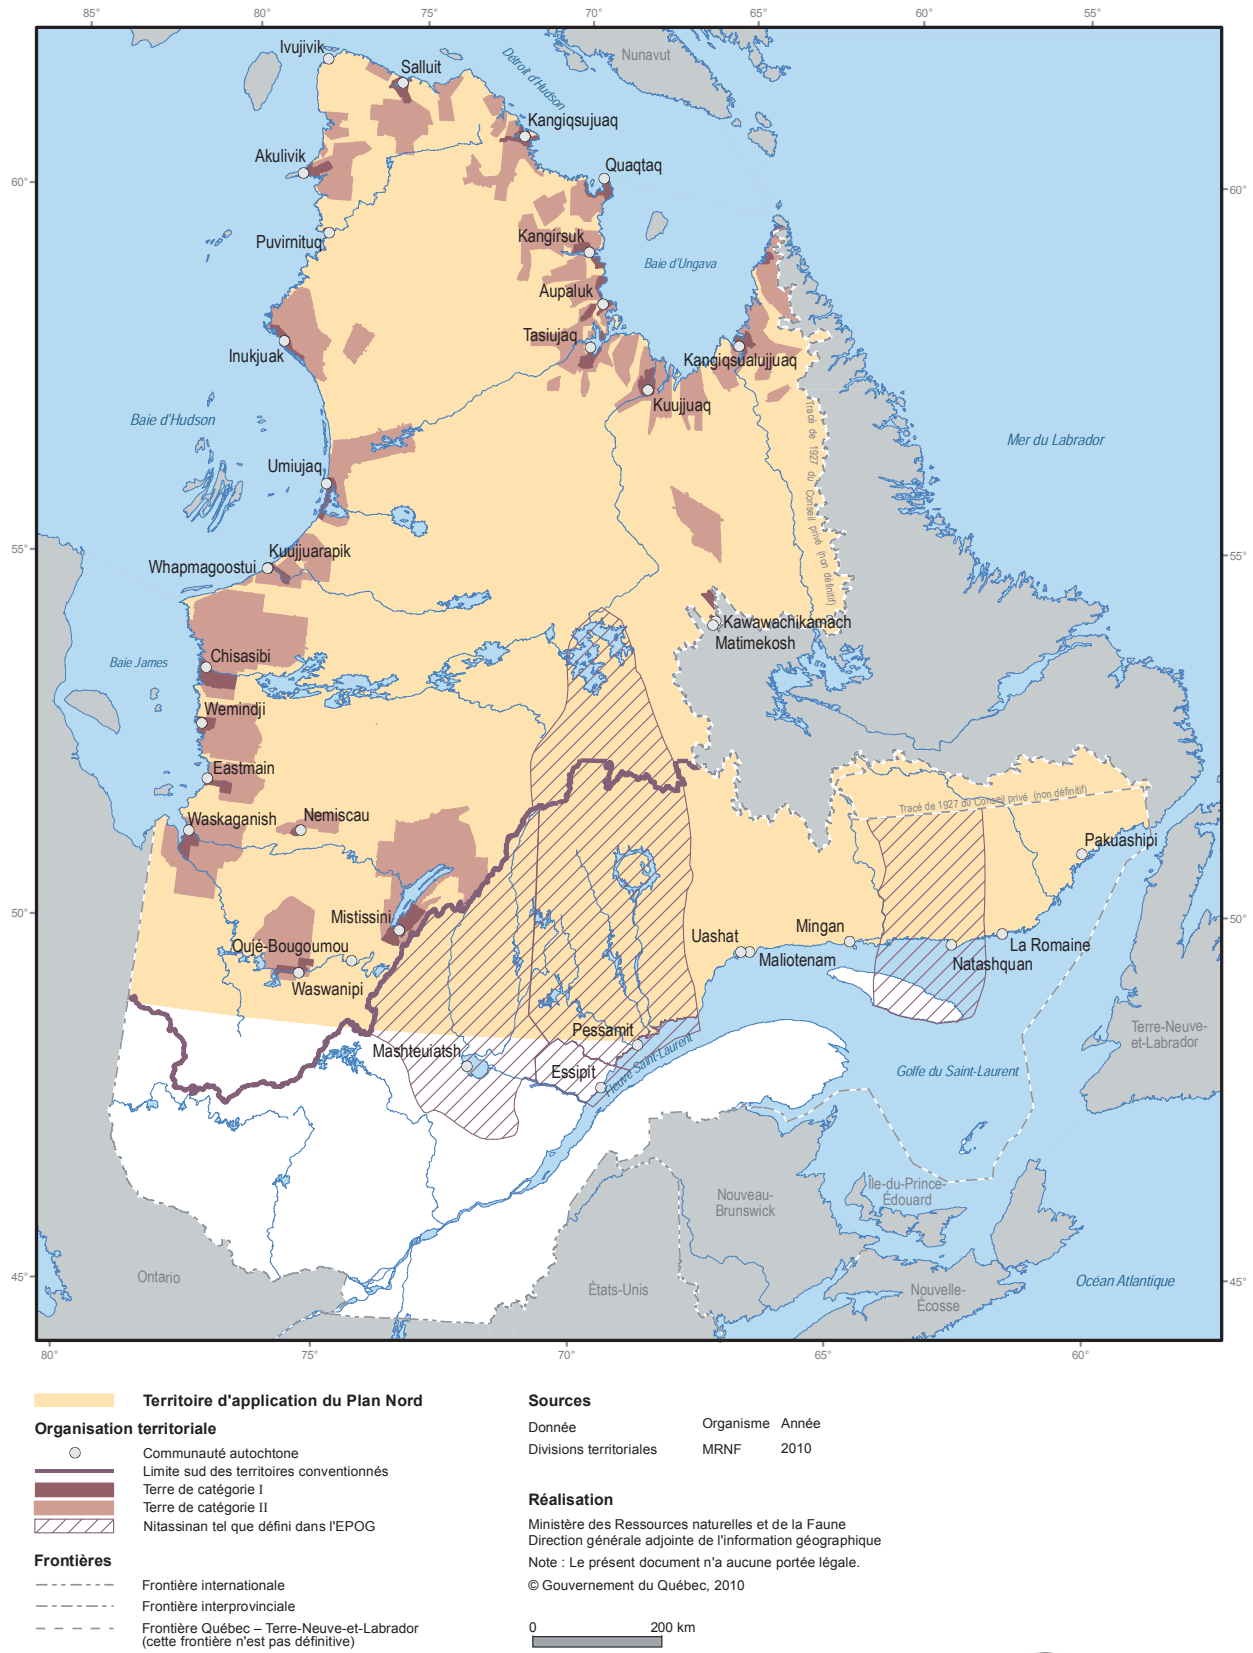 85°
80°
75°
70°
65°
60°
55°
Ivujivik
Salluit
Détroit d'Hudson
Nunavut
Kangiqsujuaq
Akulivik
Quaqtaq
60°
60°
Puvirnituq
Kangirsuk
Baie d'Ungava
Aupaluk
Tasiujaq
Inukjuak
Kangiqsualujjuaq
Kuujjuaq
Baie d'Hudson
Mer du Labrador
Tracé de 1927 du Conseil privé (non définitif)
Umiujaq
55°
55°
Kuujjuarapik
Whapmagoostui
Kawawachikamach
Matimekosh
Chisasibi
Baie James
Wemindji
Eastmain
Tracé de 1927 du Conseil privé (non définitif)
Waskaganish
Nemiscau
Pakuashipi
Mistissini
50°
50°
Mingan
Uashat
Maliotenam
La Romaine
Natashquan
Oujé-Bougoumou
Waswanipi
Pessamit
Mashteuiatsh
Essipit
Fleuve Saint-Laurent
Golfe du Saint-Laurent
Terre-Neuve-
et-Labrador
Île-du-Prince-
Édouard
Nouveau-
Brunswick
45°
45°
Ontario
États-Unis
Nouvelle-
Écosse
Océan Atlantique
80°
75°
70°
65°
60°
Territoire d'application du Plan Nord
Organisation territoriale
Communauté autochtone
Limite sud des territoires conventionnés
Terre de catégorie I
Terre de catégorie II
Nitassinan tel que défini dans l'EPOG
Frontières
Frontière internationale
Frontière interprovinciale
Frontière Québec – Terre-Neuve-et-Labrador
(cette frontière n'est pas définitive)
Sources
Donnée Organisme Année
Divisions territoriales MRNF 2010
Réalisation
Ministère des Ressources naturelles et de la Faune
Direction générale adjointe de l'information géographique
Note : Le présent document n'a aucune portée légale.
© Gouvernement du Québec, 2010
0 200 km